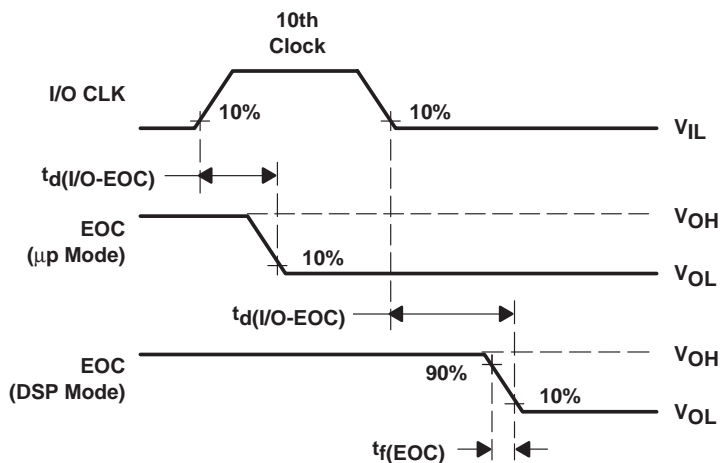 10th
Clock
I/O CLK
10%
10%
VIL
td(I/O-EOC)
EOC
(µp Mode)
VOH
10%
VOL
td(I/O-EOC)
EOC
(DSP Mode)
VOH
90%
10%
VOL
tf(EOC)